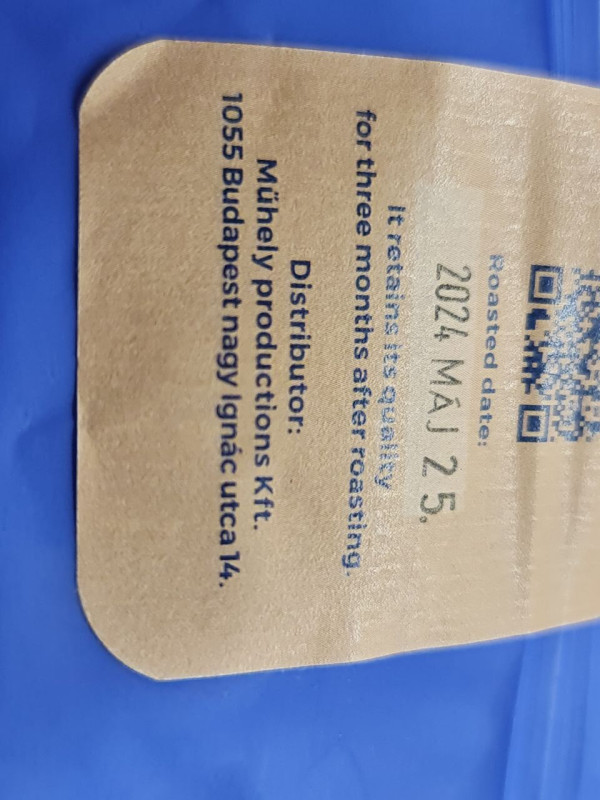 Roasted date:
2024 MÁJ 25.
It retains its quality
for three months after roasting.
Distributor:
Műhely productions Kft.
1055 Budapest nagy Ignác utca 14.